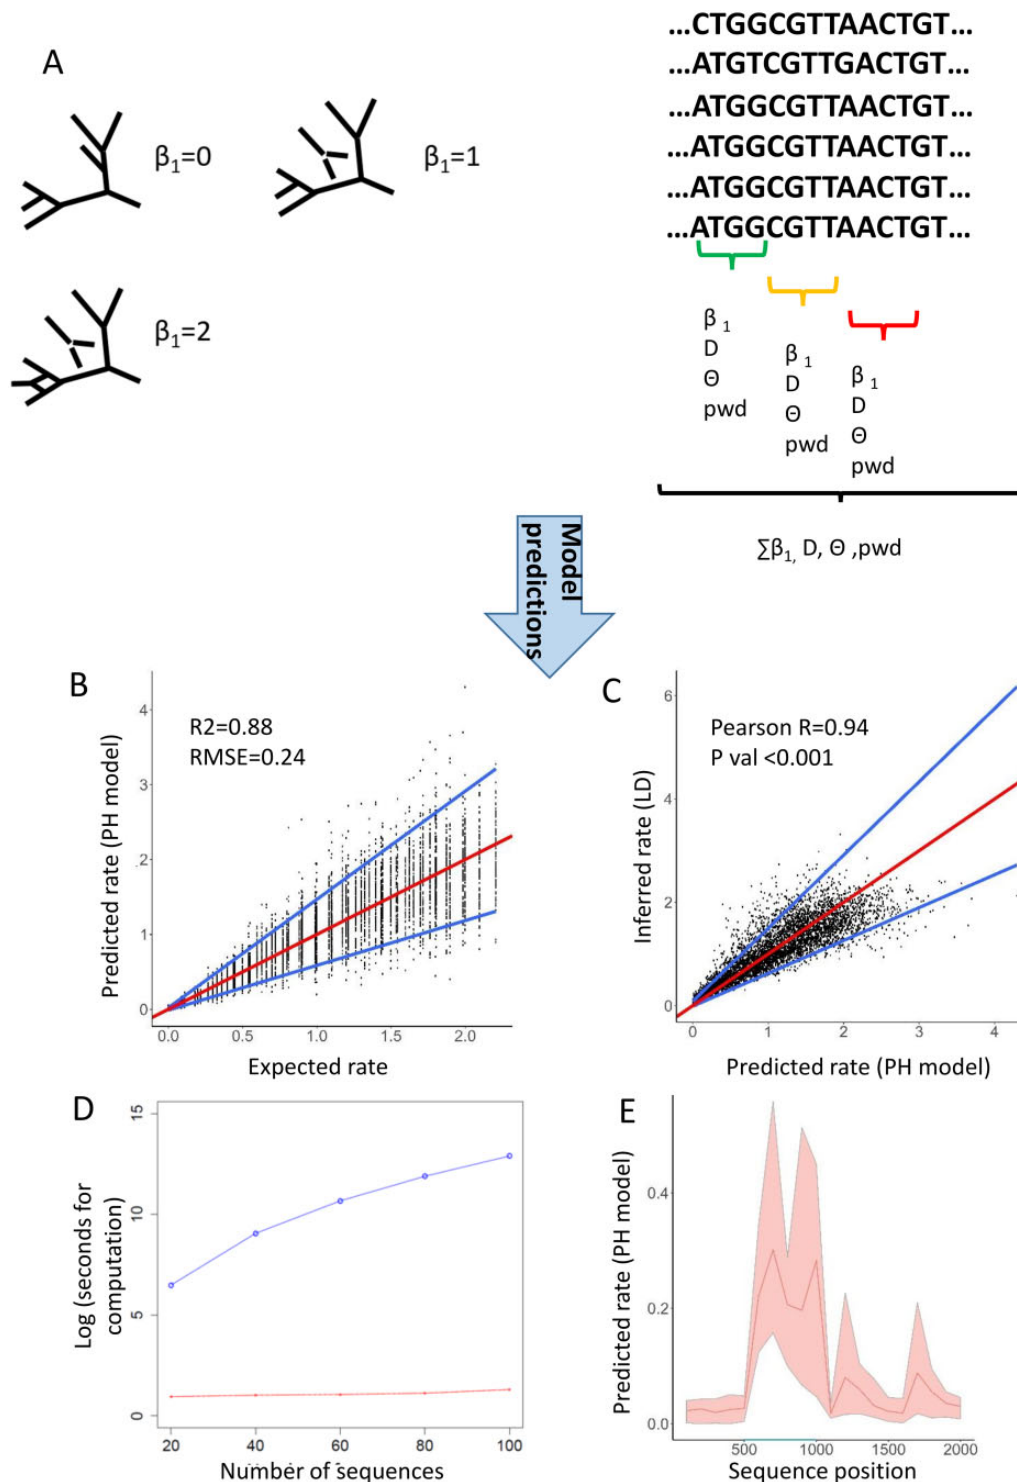 A
β₁=0
β₁=1
β₁=2
...CTGGCGTTAACTGT...
...ATGTCGTTGACTGT...
...ATGGCGTTAACTGT...
...ATGGCGTTAACTGT...
...ATGGCGTTAACTGT...
...ATGGCGTTAACTGT...
β ₁
D
Θ
pwd
β ₁
D
Θ
pwd
β ₁
D
Θ
pwd
∑β₁, D, Θ ,pwd
Model
predictions
B
R2=0.88
RMSE=0.24
Predicted rate (PH model)
4
3
2
1
0
0.0 0.5 1.0 1.5 2.0
Expected rate
C
Pearson R=0.94
P val <0.001
Inferred rate (LD)
6
4
2
0
0 1 2 3 4
Predicted rate (PH model)
D
Log (seconds for
computation)
15
10
5
0
20 40 60 80 100
Number of sequences
E
Predicted rate (PH model)
0.4
0.2
0.0
500 1000 1500 2000
Sequence position